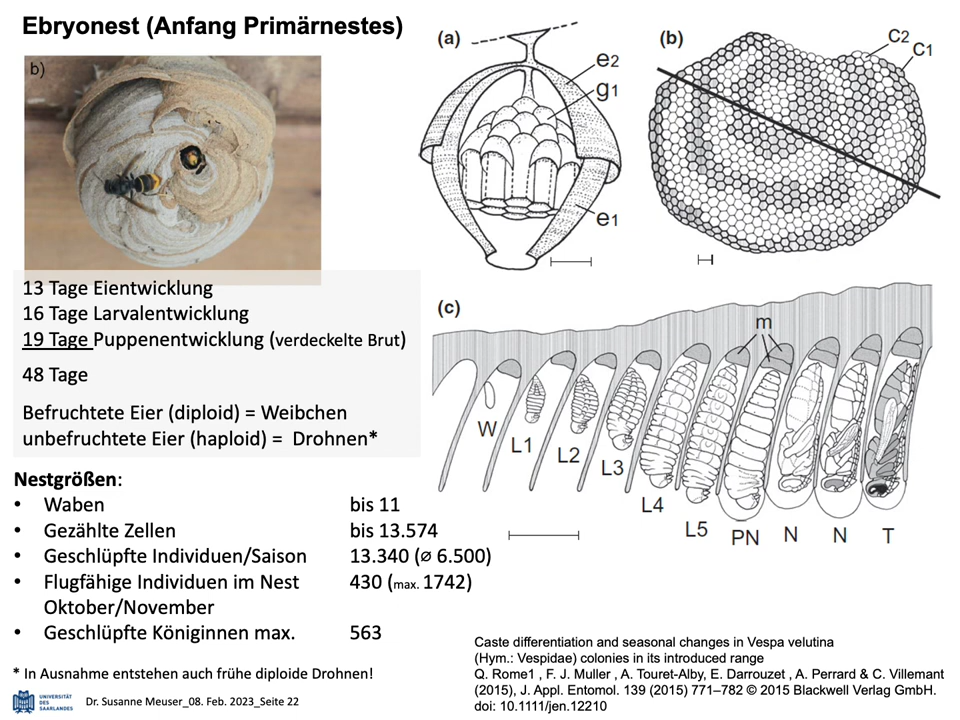 Ebryonest (Anfang Primärnestes)
b)
13 Tage Eientwicklung
16 Tage Larvalentwicklung
19 Tage Puppenentwicklung (verdeckelte Brut)
48 Tage
Befruchtete Eier (diploid) = Weibchen
unbefruchtete Eier (haploid) = Drohnen*
Nestgrößen:
• Waben bis 11
• Gezählte Zellen bis 13.574
• Geschlüpfte Individuen/Saison 13.340 (ø 6.500)
• Flugfähige Individuen im Nest 430 (max. 1742)
Oktober/November
• Geschlüpfte Königinnen max. 563
* In Ausnahme entstehen auch frühe diploide Drohnen!
UNIVERSITÄT
DES
SAARLANDES
Dr. Susanne Meuser_08. Feb. 2023_Seite 22
(a)
e2
g1
e1
(b)
C2
C1
(c)
m
W
L1
L2
L3
L4
L5
PN
N
N
T
Caste differentiation and seasonal changes in Vespa velutina
(Hym.: Vespidae) colonies in its introduced range
Q. Rome1 , F. J. Muller , A. Touret-Alby, E. Darrouzet , A. Perrard & C. Villemant
(2015), J. Appl. Entomol. 139 (2015) 771–782 © 2015 Blackwell Verlag GmbH.
doi: 10.1111/jen.12210